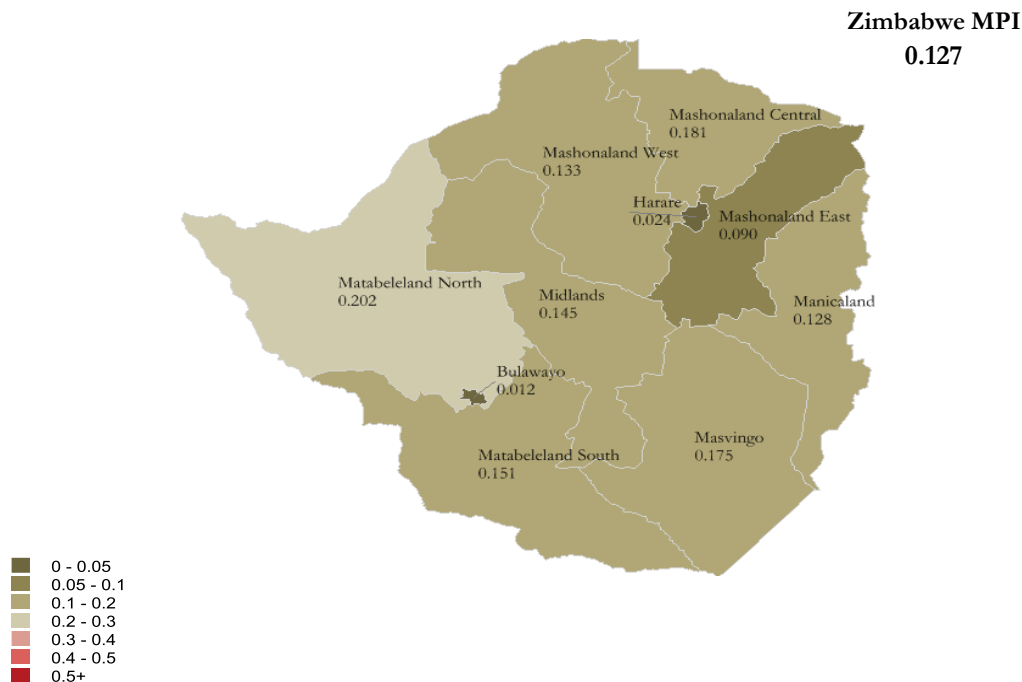 Zimbabwe MPI
0.127
Mashonaland Central
0.181
Mashonaland West
0.133
Harare
0.024
Mashonaland East
0.090
Matabeleland North
0.202
Midlands
0.145
Manicaland
0.128
Bulawayo
0.012
Masvingo
0.175
Matabeleland South
0.151
0 - 0.05
0.05 - 0.1
0.1 - 0.2
0.2 - 0.3
0.3 - 0.4
0.4 - 0.5
0.5+